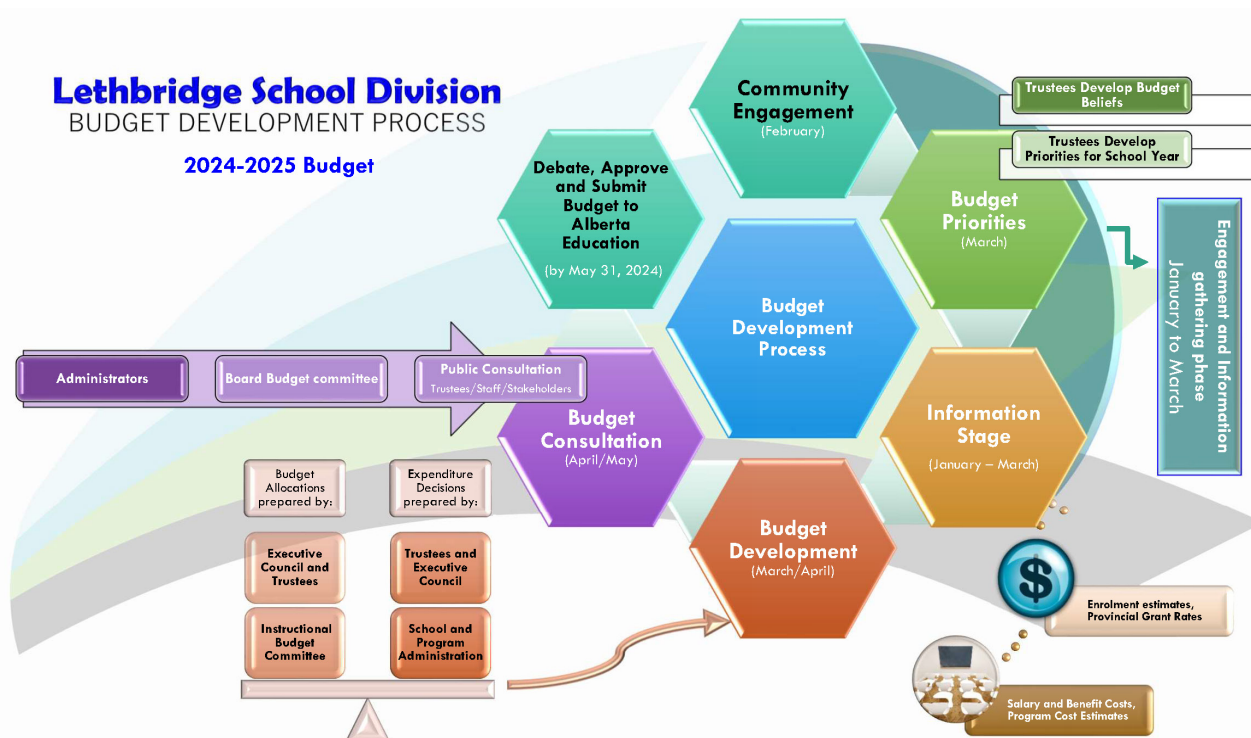 Lethbridge School Division
BUDGET DEVELOPMENT PROCESS
2024-2025 Budget
Community
Engagement
(February)
Trustees Develop Budget
Beliefs
Trustees Develop
Priorities for School Year
Budget
Priorities
(March)
Debate, Approve
and Submit
Budget to
Alberta
Education
(by May 31, 2024)
Engagement and Information
gathering phase
January to March
Budget
Development
Process
Administrators
Board Budget committee
Public Consultation
Trustees/Staff/Stakeholders
Budget
Consultation
(April/May)
Information
Stage
(January – March)
Budget
Allocations
prepared by:
Expenditure
Decisions
prepared by:
Executive
Council and
Trustees
Trustees and
Executive
Council
Instructional
Budget
Committee
School and
Program
Administration
Budget
Development
(March/April)
$
Enrolment estimates,
Provincial Grant Rates
Salary and Benefit Costs,
Program Cost Estimates